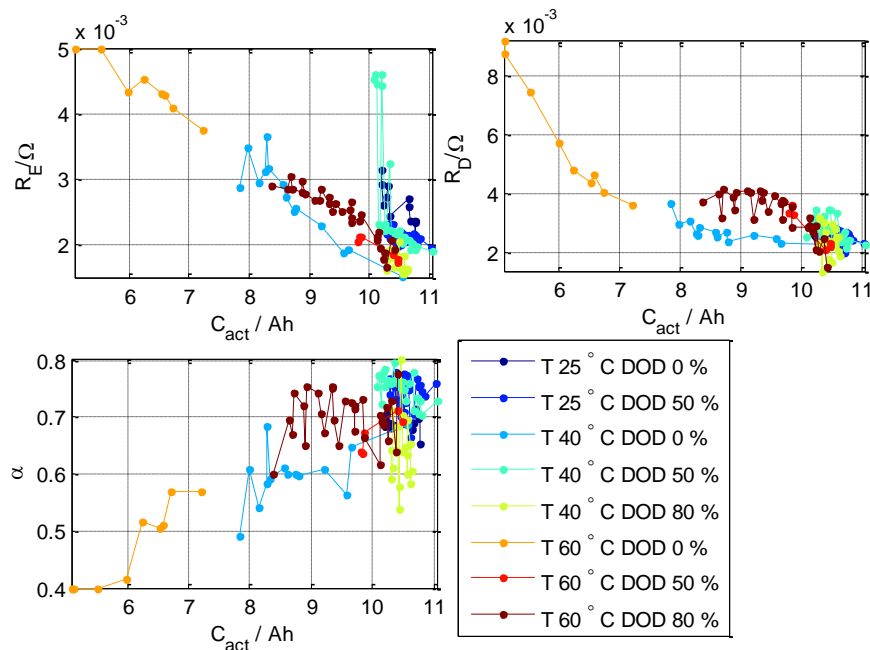 x 10⁻³
5
4
3
2
R_E/Ω
6 7 8 9 10 11
C_act / Ah
x 10⁻³
8
6
4
2
R_D/Ω
6 7 8 9 10 11
C_act / Ah
0.8
0.7
0.6
0.5
0.4
α
6 7 8 9 10 11
C_act / Ah
T 25 °C DOD 0 %
T 25 °C DOD 50 %
T 40 °C DOD 0 %
T 40 °C DOD 50 %
T 40 °C DOD 80 %
T 60 °C DOD 0 %
T 60 °C DOD 50 %
T 60 °C DOD 80 %